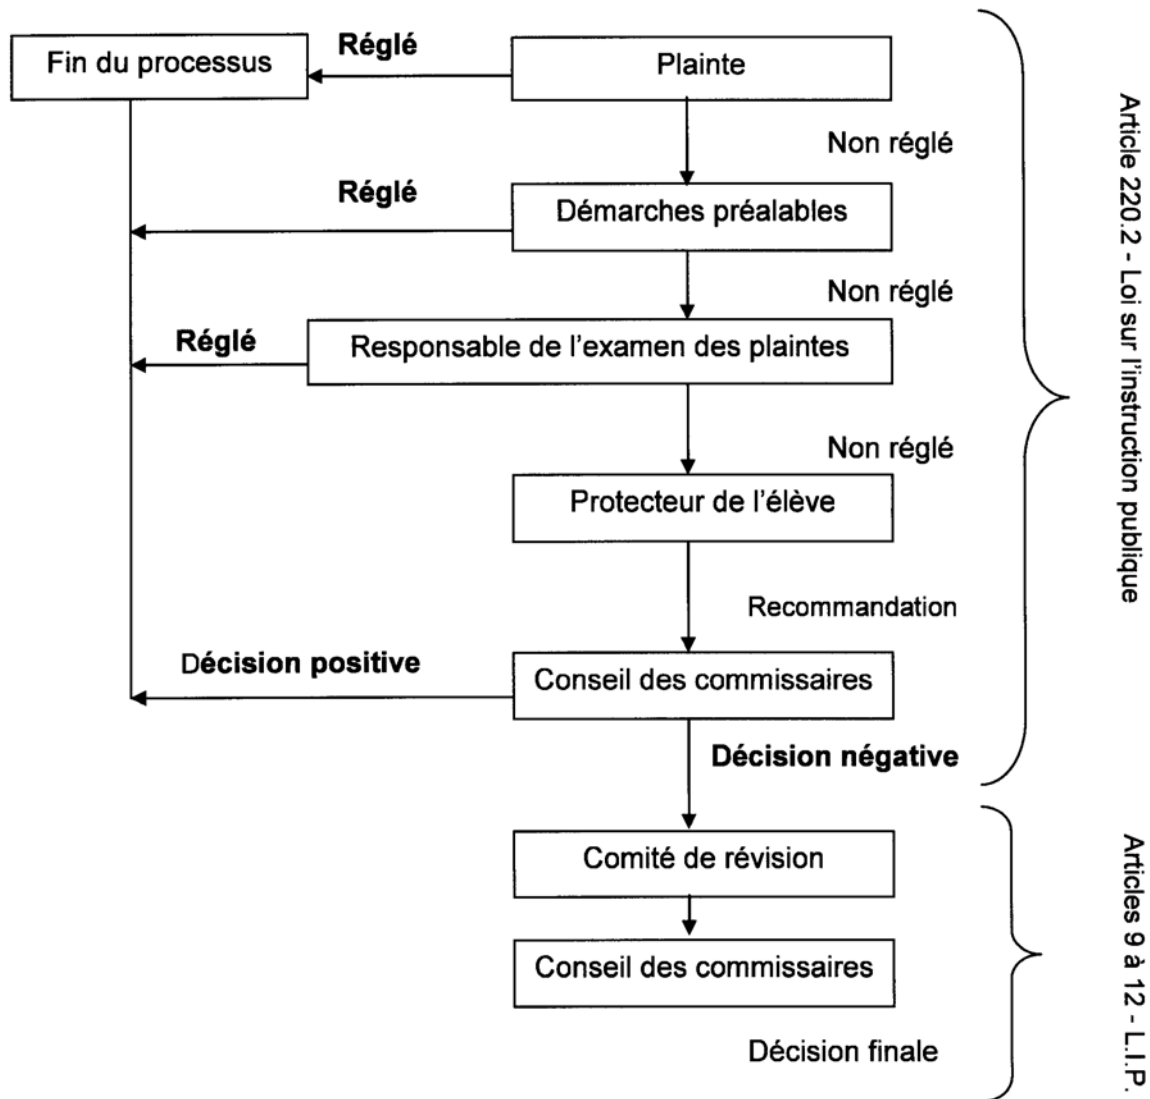 Réglé
Fin du processus
Plainte
Non réglé
Réglé
Démarches préalables
Non réglé
Réglé
Responsable de l'examen des plaintes
Non réglé
Protecteur de l'élève
Recommandation
Décision positive
Conseil des commissaires
Décision négative
Article 220.2 - Loi sur l'instruction publique
Comité de révision
Conseil des commissaires
Décision finale
Articles 9 à 12 - L.I.P.